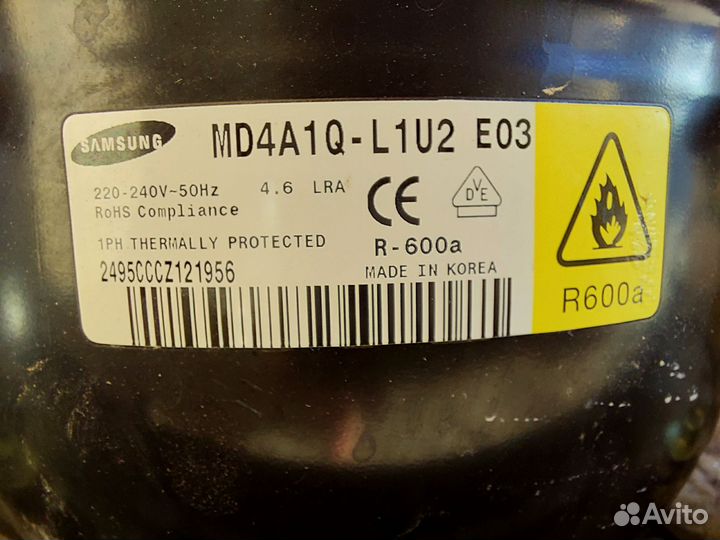 SAMSUNG
MD4A1Q-L1U2 E03
220-240V~50Hz 4.6 LRA
RoHS Compliance
CE
DVE
1PH THERMALLY PROTECTED
R-600a
2495CCCZ121956
MADE IN KOREA
R600a
Avito